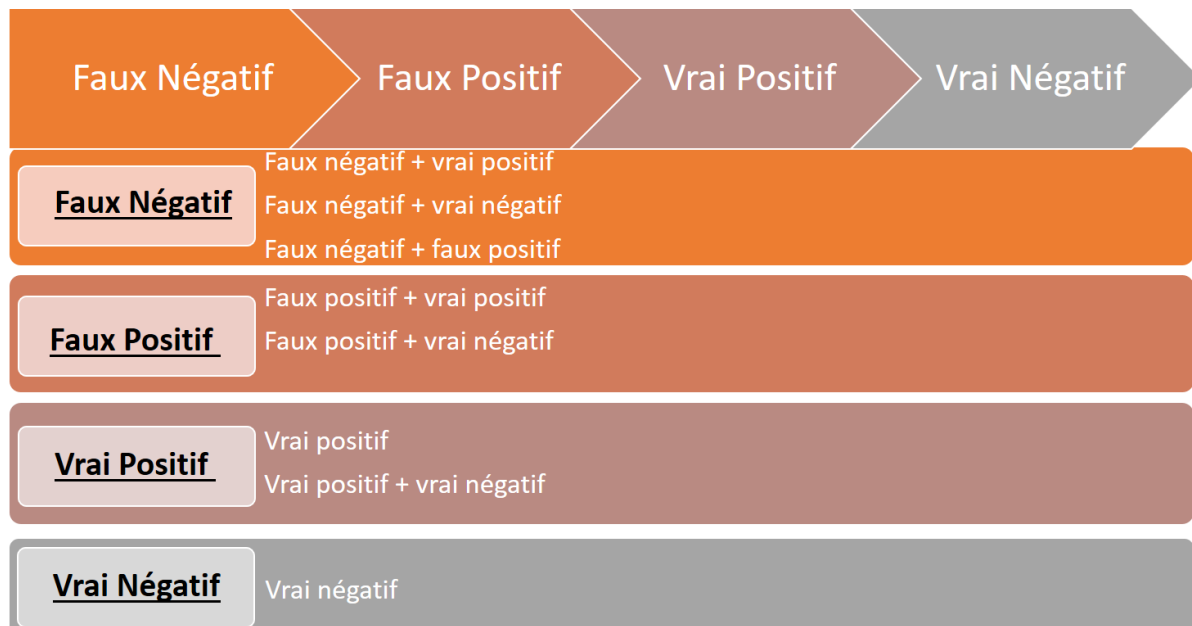 Faux Négatif
Faux Positif
Vrai Positif
Vrai Négatif
Faux Négatif
Faux négatif + vrai positif
Faux négatif + vrai négatif
Faux négatif + faux positif
Faux Positif
Faux positif + vrai positif
Faux positif + vrai négatif
Vrai Positif
Vrai positif
Vrai positif + vrai négatif
Vrai Négatif
Vrai négatif